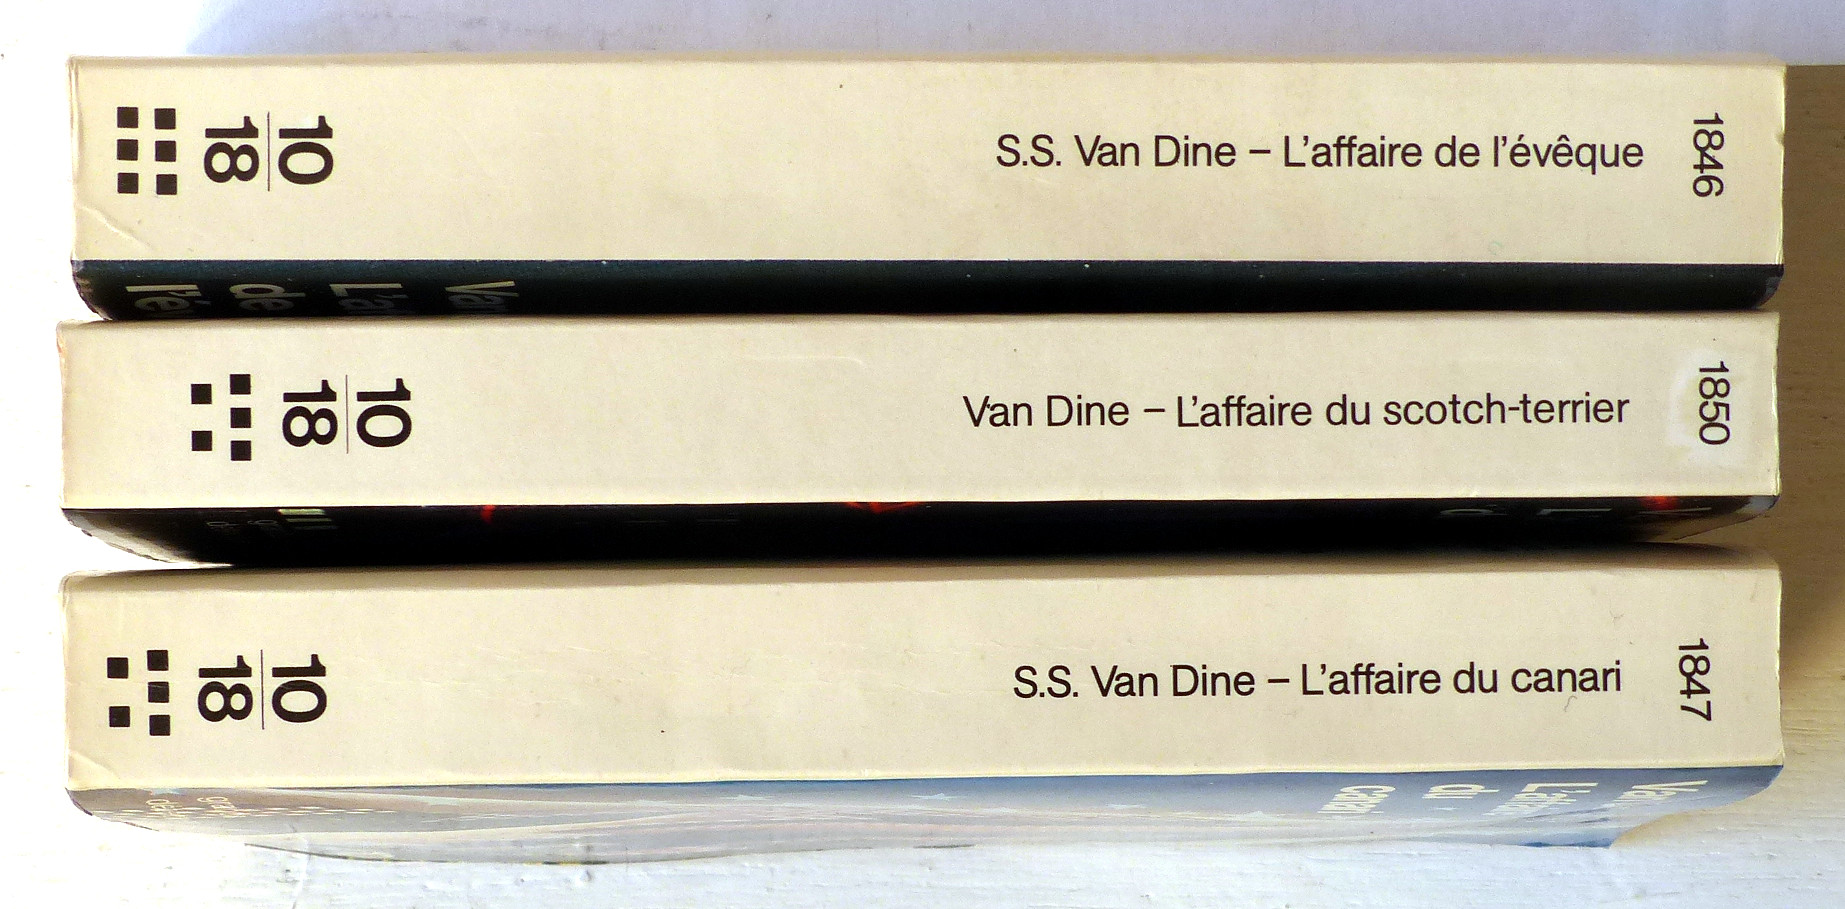 10
18
S.S. Van Dine – L'affaire de l'évêque
1846
10
18
Van Dine – L'affaire du scotch-terrier
1850
10
18
S.S. Van Dine – L'affaire du canari
1847
du